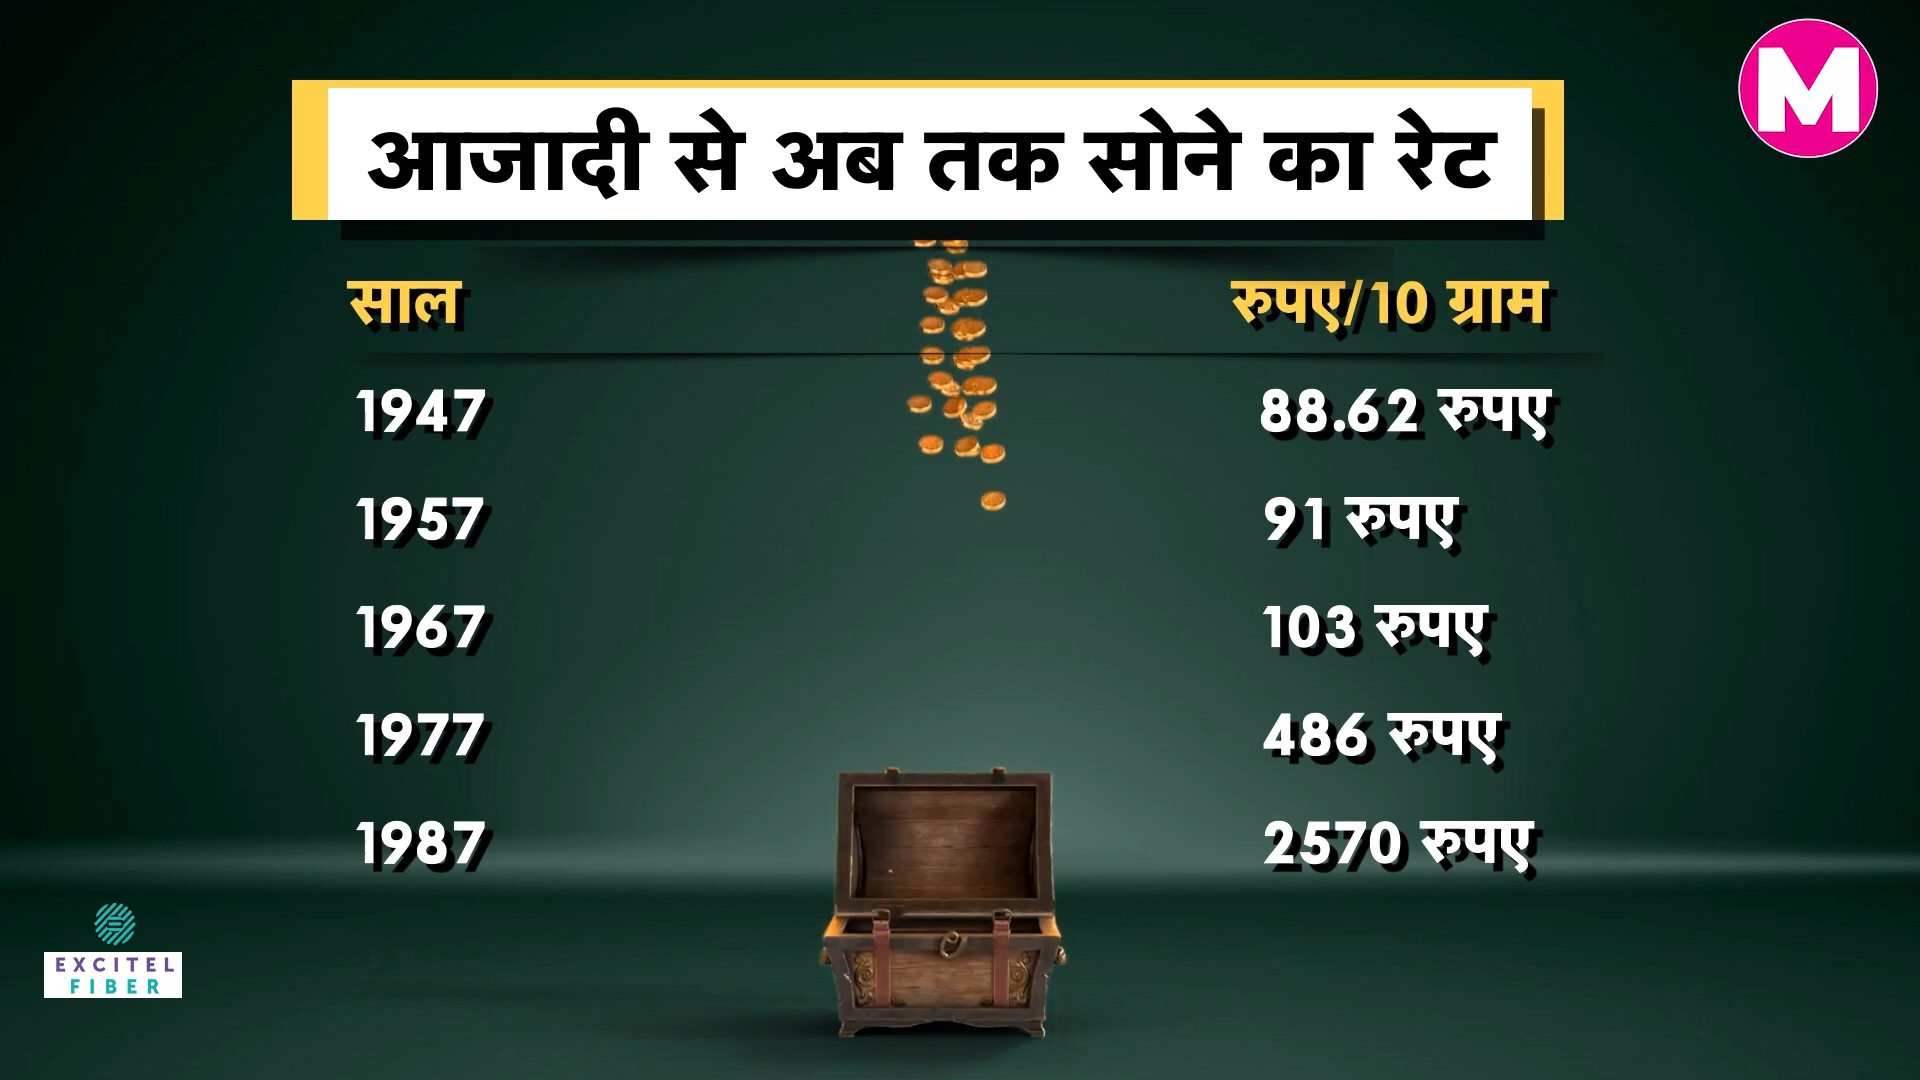 M
आजादी से अब तक सोने का रेट
साल रुपए/10 ग्राम
1947 88.62 रुपए
1957 91 रुपए
1967 103 रुपए
1977 486 रुपए
1987 2570 रुपए
EXCITEL
FIBER